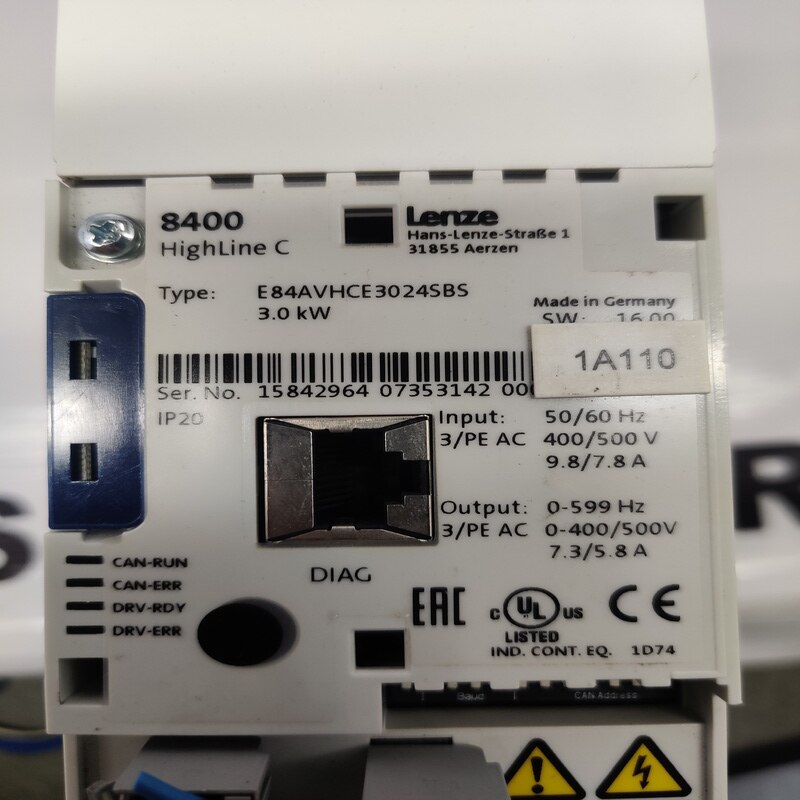 8400
HighLine C
Lenze
Hans-Lenze-Straße 1
31855 Aerzen
Type: E84AVHCE3024SBS
3.0 kW
Made in Germany
SW: 16.00
1A110
Ser. No. 15842964 07353142
IP20
Input: 50/60 Hz
3/PE AC 400/500 V
9.8/7.8 A
Output: 0-599 Hz
3/PE AC 0-400/500V
7.3/5.8 A
CAN-RUN
CAN-ERR
DRV-RDY
DRV-ERR
DIAG
EAC
c UL us
LISTED
IND. CONT. EQ. 1D74
CE
Baud
CAN Address
S
R